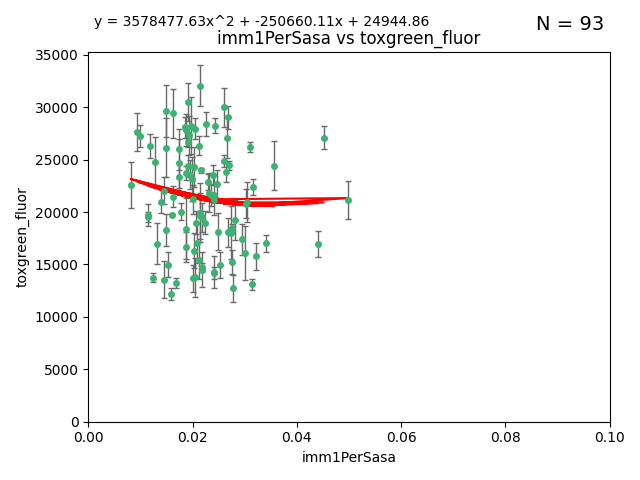 y = 3578477.63x^2 + -250660.11x + 24944.86
N = 93
imm1PerSasa vs toxgreen_fluor
35000
30000
25000
20000
15000
10000
5000
0
toxgreen_fluor
0.00 0.02 0.04 0.06 0.08 0.10
imm1PerSasa